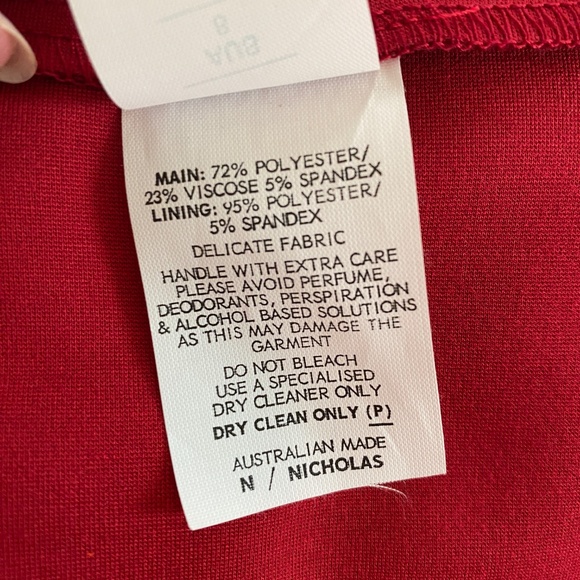 8
AUS
MAIN: 72% POLYESTER/
23% VISCOSE 5% SPANDEX
LINING: 95% POLYESTER/
5% SPANDEX
DELICATE FABRIC
HANDLE WITH EXTRA CARE
PLEASE AVOID PERFUME,
DEODORANTS, PERSPIRATION
& ALCOHOL BASED SOLUTIONS
AS THIS MAY DAMAGE THE
GARMENT
DO NOT BLEACH
USE A SPECIALISED
DRY CLEANER ONLY
DRY CLEAN ONLY (P)
AUSTRALIAN MADE
N / NICHOLAS